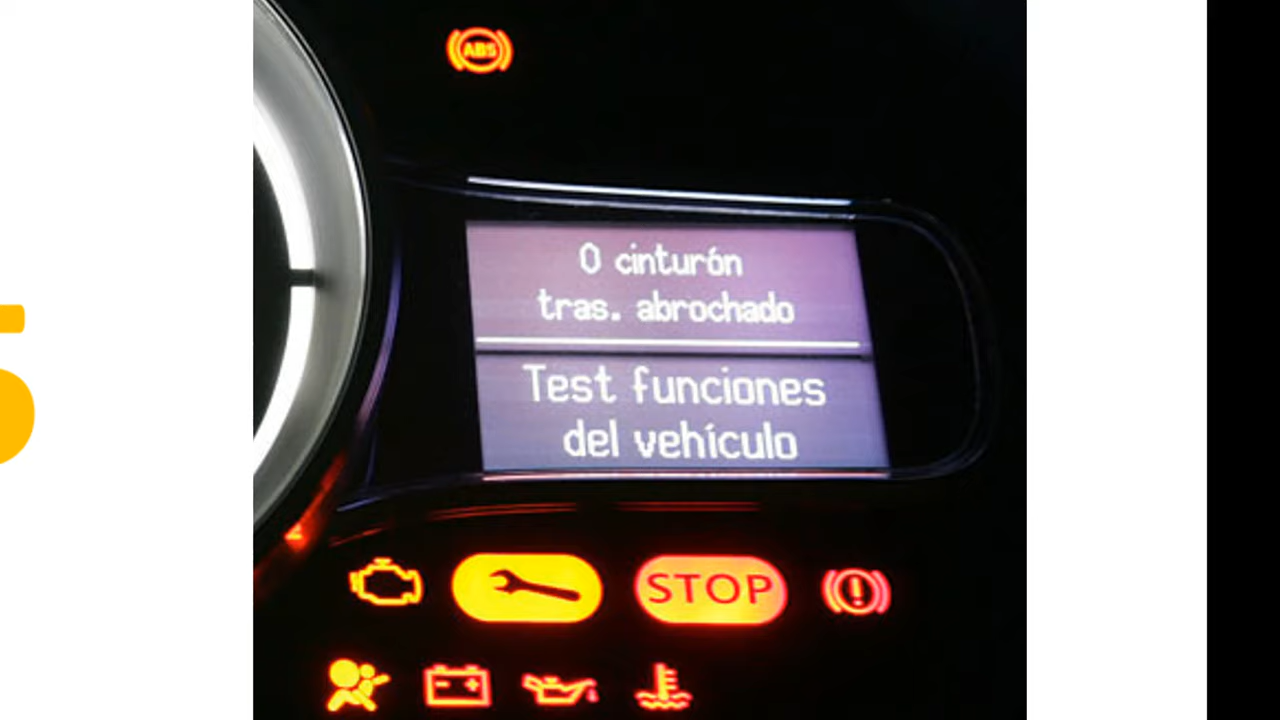 ABS
0 cinturón
tras. abrochado
Test funciones
del vehículo
STOP